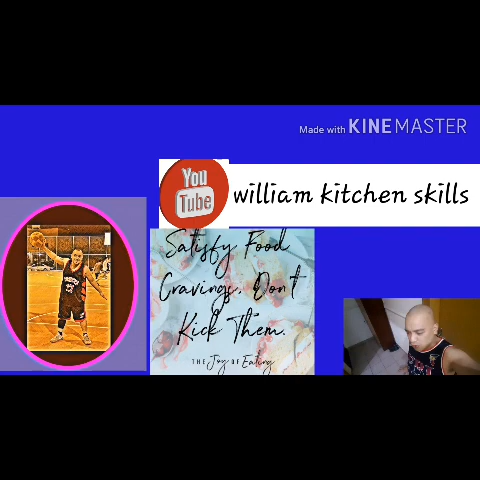 Made with KINEMASTER
You
Tube
william kitchen skills
Satisfy Food
Cravings, Don't
Kick Them.
THE Joy OF Eating